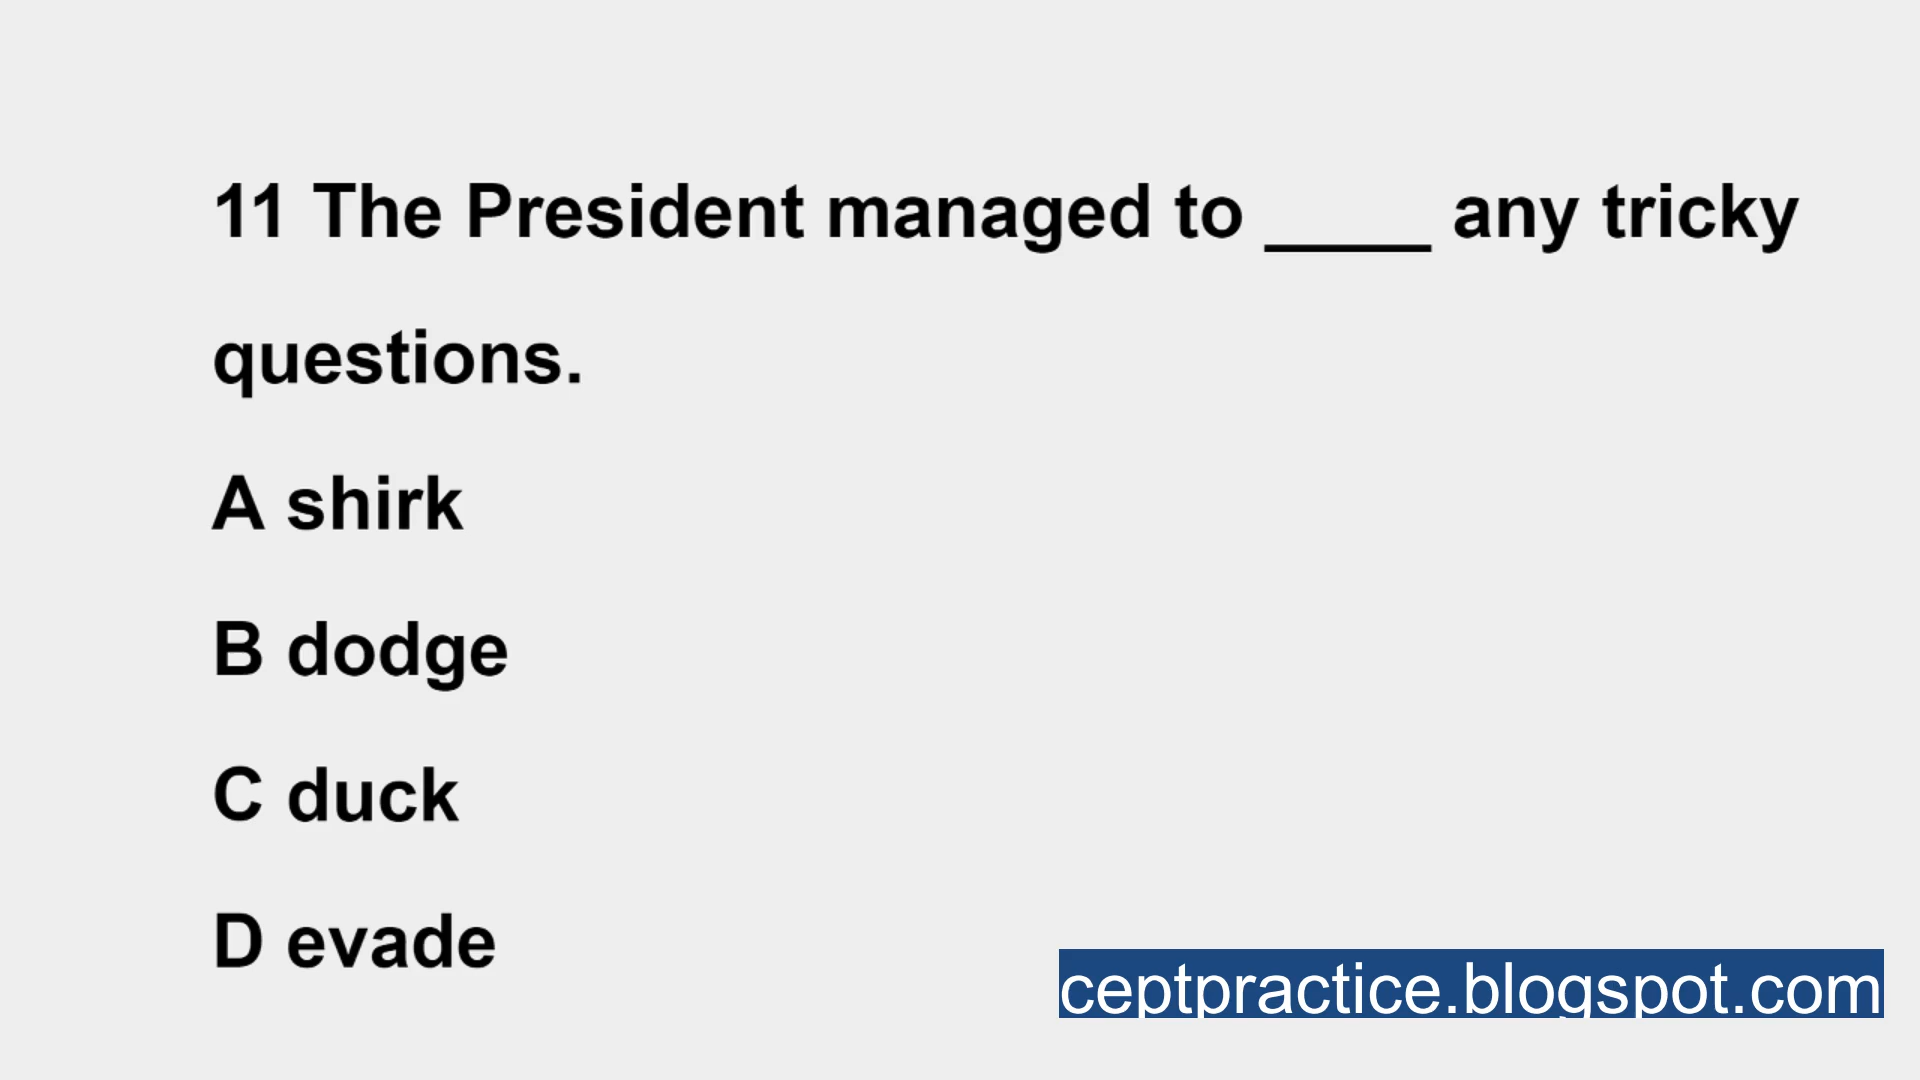 11 The President managed to ____ any tricky
questions.
A shirk
B dodge
C duck
D evade
ceptpractice.blogspot.com